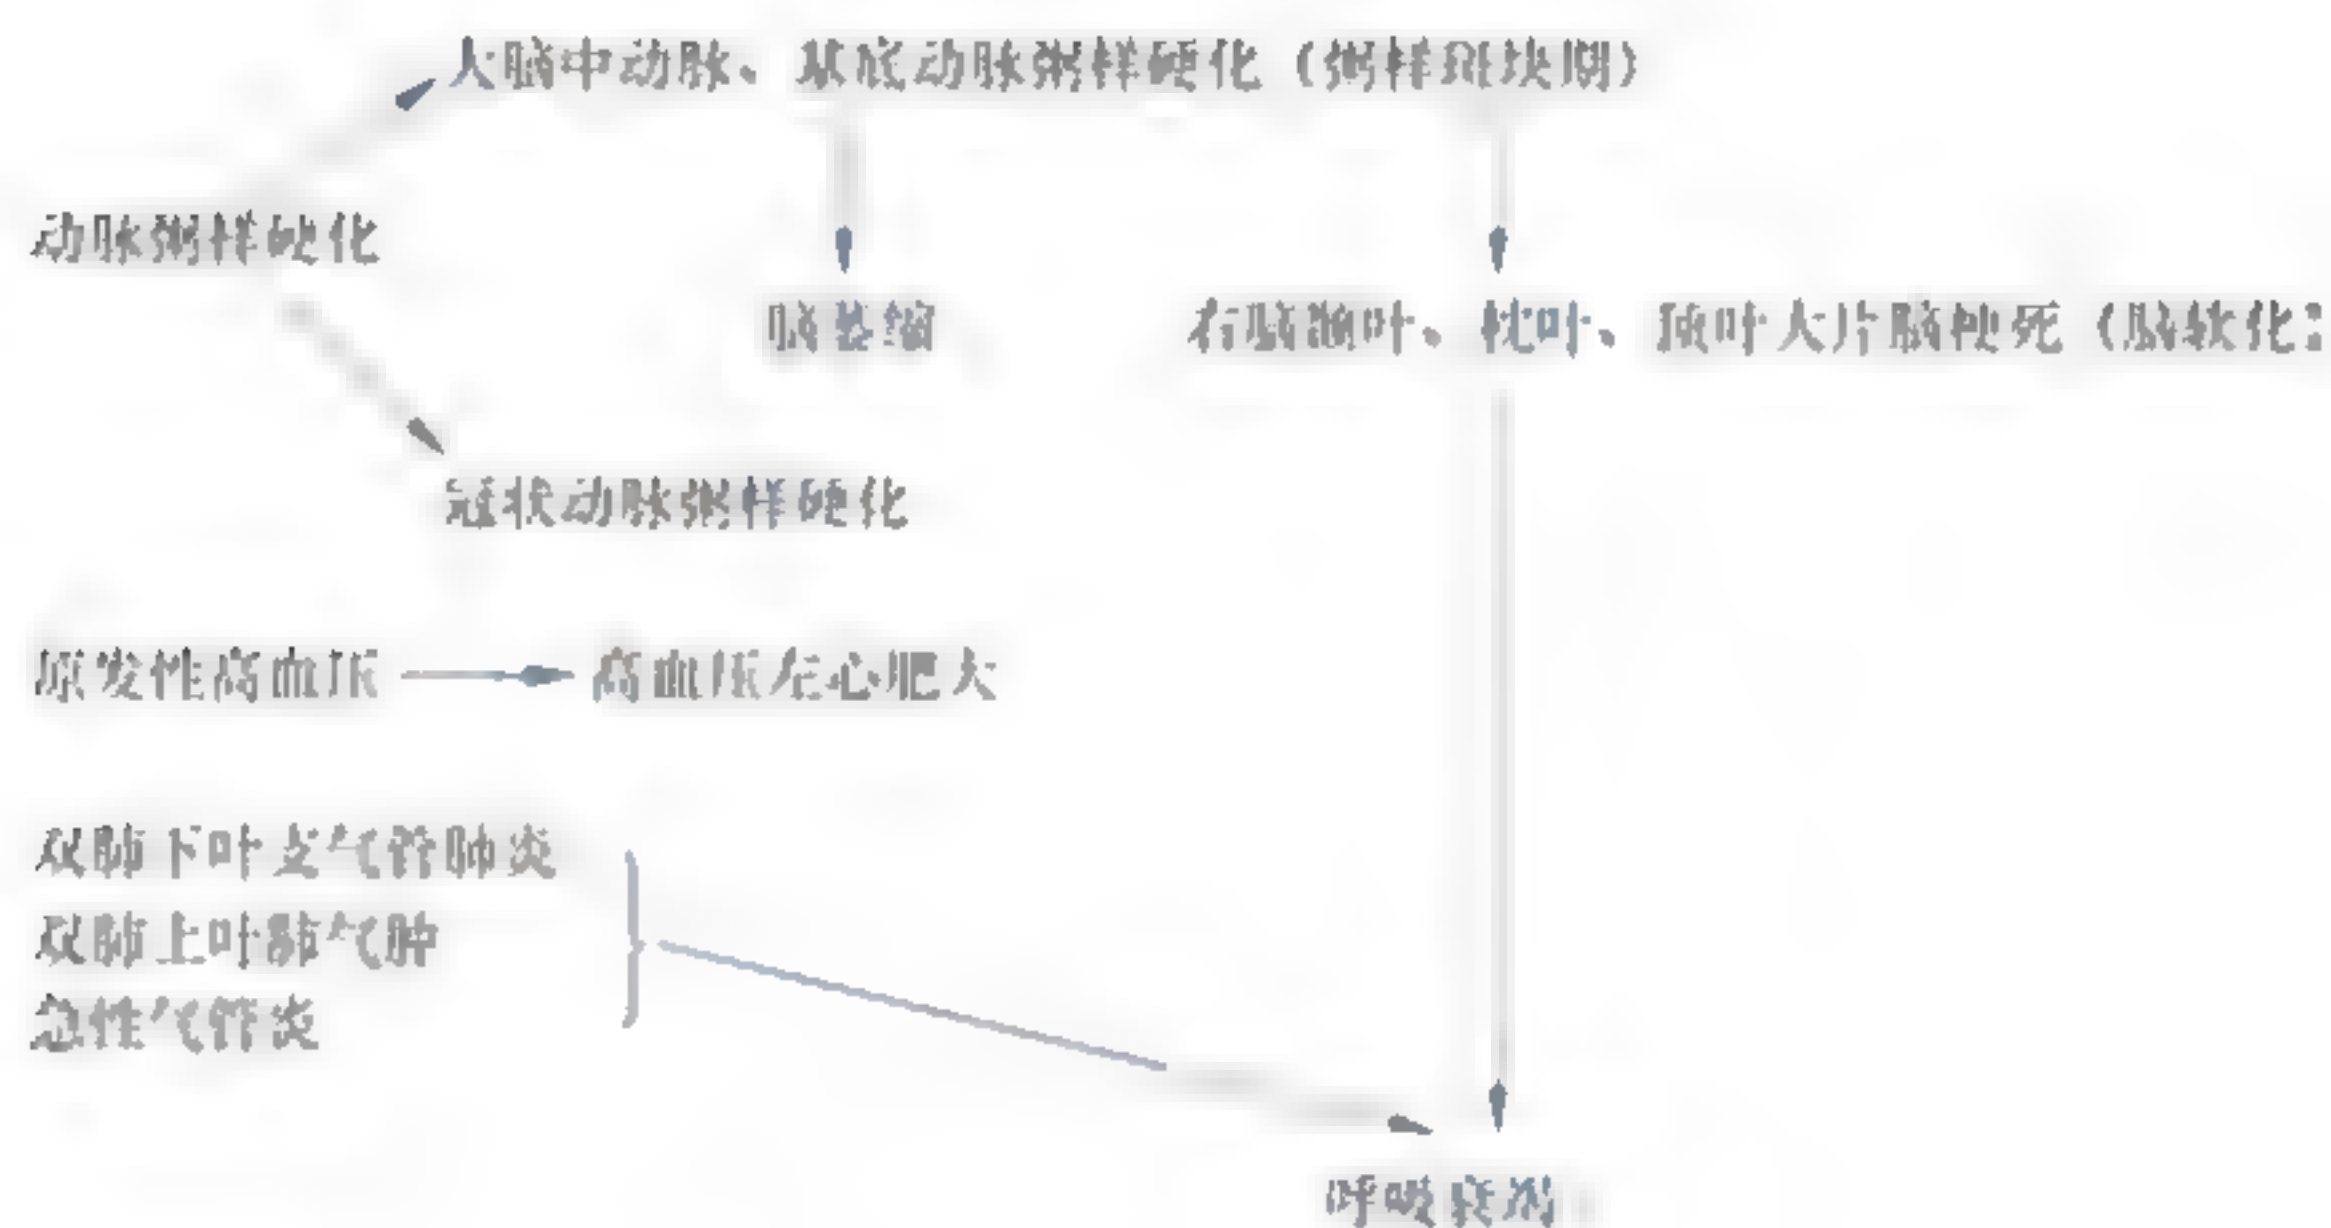 大脑中动脉、基底动脉粥样硬化（粥样斑块期）
动脉粥样硬化
脑萎缩
右脑颞叶、枕叶、顶叶大片脑梗死（脑软化
冠状动脉粥样硬化
原发性高血压
高血压左心肥大
双肺下叶支气管肺炎
双肺上叶肺气肿
急性气管炎
呼吸衰竭